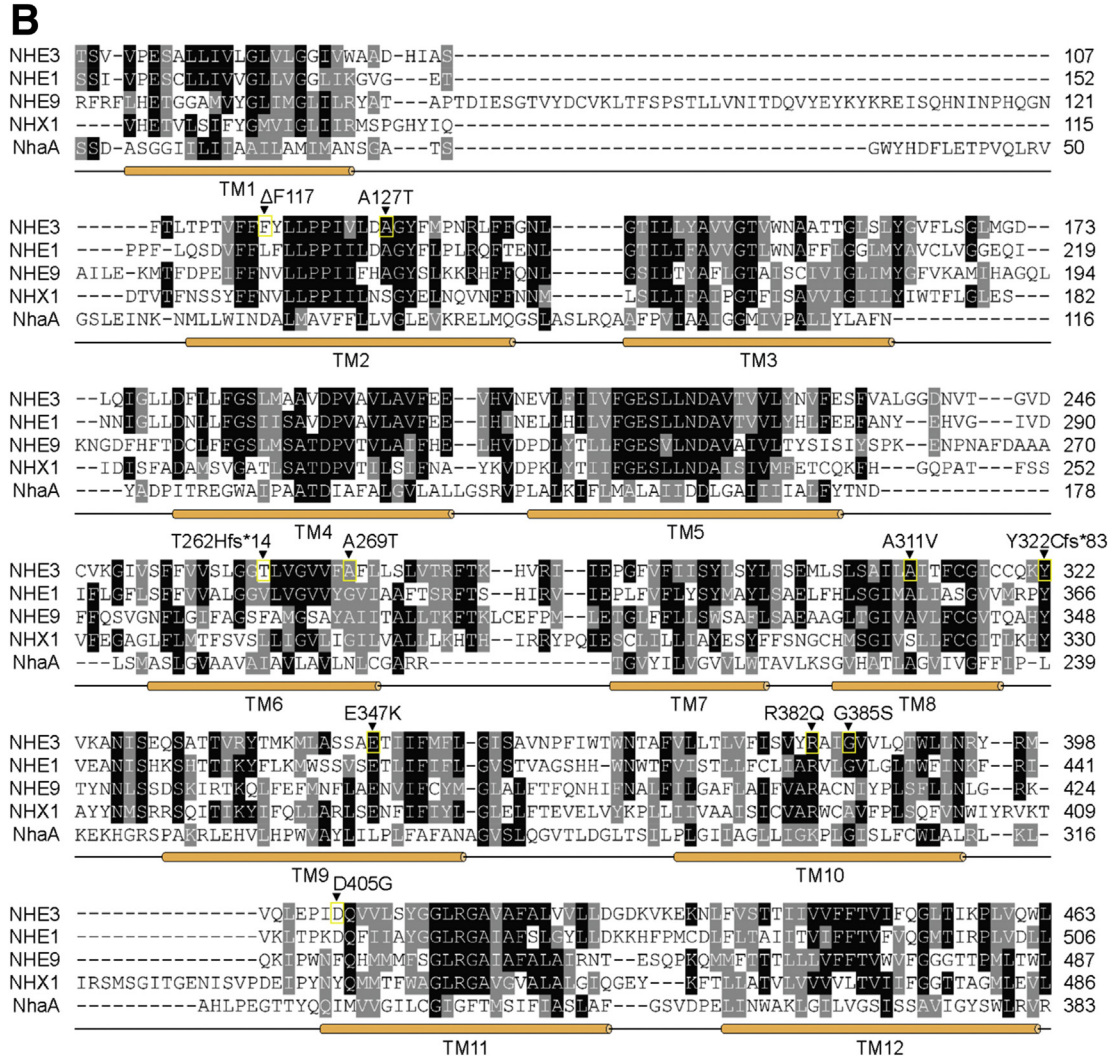 B
NHE3 TSV-VPESALLIVLGLVLGGIVWAAD-HIAS------------------------------------------------- 107
NHE1 SSI-VPESCLLIVVGLLVGGLIKGVG---ET------------------------------------------------- 152
NHE9 RFRFLHETGGAMVYGLIMGLILRYAT---APTDIESGTVYDCVKLTFSPSTLLVNITDQVYEYKYKREISQHNINPHQGN 121
NHX1 ----VHETVLSIFYGMVIGLIIRMSPGHYIQ------------------------------------------------- 115
NhaA SSD-ASGGIILIIAAILAMIMANSGA---TS----------------------------------GWYHDFLETPVQLRV 50
TM1
ΔF117 A127T
NHE3 ------FTLTPTVFFFYLLPPIVLDAGYFMPNRLFFGNL-------GTILLYAVVGTVWNAATTGLSLYGVFLSGLMGD- 173
NHE1 ---PPF-LQSDVFFLFLLPPIILDAGYFLPLRQFTENL-------GTILIFAVVGTLWNAFFLGGLMYAVCLVGGEQI- 219
NHE9 AILE-KMTFDPEIFFNVLLPPIIFHAGYSLKKRHFFQNL-------GSILTYAFLGTAISCIVIGLIMYGFVKAMIHAGQL 194
NHX1 ----DTVTFNSSYFFNVLLPPIILNSGYELNQVNFFNNM-------LSILIFAIPGTFISAVVIGIILYIWTFLGLES-- 182
NhaA GSLEINK-NMLLWINDALMAVFFLLVGLEVKRELMQGSLASLRQAAFPVIAAIGGMIVPALLYLAFN------------- 116
TM2 TM3
NHE3 --LQIGLLDFLLFGSLMAAVDPVAVLAVFEE--VHVNEVLFIIVFGESLLNDAVTVVLYNVFESFVALGGDNVT---GVD 246
NHE1 --NNIGLLDNLLFGSIISAVDPVAVLAVFEE--IHINELLHILVFGESLLNDAVTVVLYHLFEEFANY---EHVG--IVD 290
NHE9 KNGDFHFTDCLFFGSLMSATDPVTVLAIFHE--LHVDPDLYTLLFGESVLNDAVAIVLTYSISIYSPK--ENPNAFDAAA 270
NHX1 --IDISFADAMSVGATLSATDPVTILSIFNA--YKVDPKLYTIIFGESLLNDAISIVMFETCQKFH---GQPAT---FSS 252
NhaA ----YADPITREGWAIPAATDIAFALGVLALLGSRVPLALKIFLMALAIIDDLGAIIIIALFYTND-------------- 178
TM4 TM5
T262Hfs*14 A269T A311V Y322Cfs*83
NHE3 CVKGIVSFFVVSLGGTLVGVVFAFLLSLVTRFTK--HVRI---IEPGFVFIISYLSYLTSEMLSLSAILAITFCGICCQKY 322
NHE1 IFLGFLSFFVVALGGVLVGVVYGVIAAFTSRFTS--HIRV---IEPLFVFLYSYMAYLSAELFHLSGIMALIASGVVMRPY 366
NHE9 FFQSVGNFLGIFAGSFAMGSAYAIITALLTKFTKLCEFPM---LETGLFFLLSWSAFLSAEAAGLTGIVAVLFCGVTQAHY 348
NHX1 VFEGAGLFLMTFSVSLLIGVLIGILVALLLKHTH--IRRYPQIESCLILLIAYESYFFSNGCHMSGIVSLLFCGITLKHY 330
NhaA ---LSMASLGVAAVAIAVLAVLNLCGARR---------------TGVYILVGVVLWTAVLKSGVHATLAGVIVGFFIP-L 239
TM6 TM7 TM8
E347K R382Q G385S
NHE3 VKANISEQSATTVRYTMKMLASSAETIIFMFL-GISAVNPFIWTWNTAFVLLTLVFISVYRAIGVVLQTWLLNRY--RM- 398
NHE1 VEANISHKSHTTIKYFLKMWSSVSETLIFIFL-GVSTVAGSHH-WNWTFVISTLLFCLIARVLGVLGLTWFINKF--RI- 441
NHE9 TYNNLSSDSKIRTKQLFEFMNFLAENVIFCYM-GLALFTFQNHIFNALFILGAFLAIFVARACNIYPLSFLLNLG--RK- 424
NHX1 AYYNMSRRSQITIKYIFQLLARLSENFIFIYL-GLELFTEVELVYKPLLIIVAAISICVARWCAVFPLSQFVNWIYRVKT 409
NhaA KEKHGRSPAKRLEHVLHPWVAYLILPLFAFANAGVSLQGVTLDGLTSILPLGIIAGLLIGKPLGISLFCWLALRL--KL- 316
TM9 TM10
D405G
NHE3 ---------------VQLEPIDQVVLSYGGLRGAVAFALVVLLDGDKVKEKNLFVSTTIIVVFFTVIFQGLTIKPLVQWL 463
NHE1 ---------------VKLTPKDQFIIAYGGLRGAIAFSLGYLLDKKHFPMCDLFLTAIITVIFFTVFVQGMTIRPLVDLL 506
NHE9 ---------------QKIPWNFQHMMMFSGLRGAIAFALAIRNT---ESQPKQMMFTTTLLLVFFTVWVFGGGTTPMLTWL 487
NHX1 IRSMSGITGENISVPDEIPYNYQMMTFWAGLRGAVGVALALGIQGEY---KFTLLATVLVVVVLTVIIFGGTTAGMLEVL 486
NhaA ----------AHLPEGTTYQQIMVVGILCGIGFTMSIFIASLAF---GSVDPELINWAKLGILVGSISSAVIGYSWLRVR 383
TM11 TM12